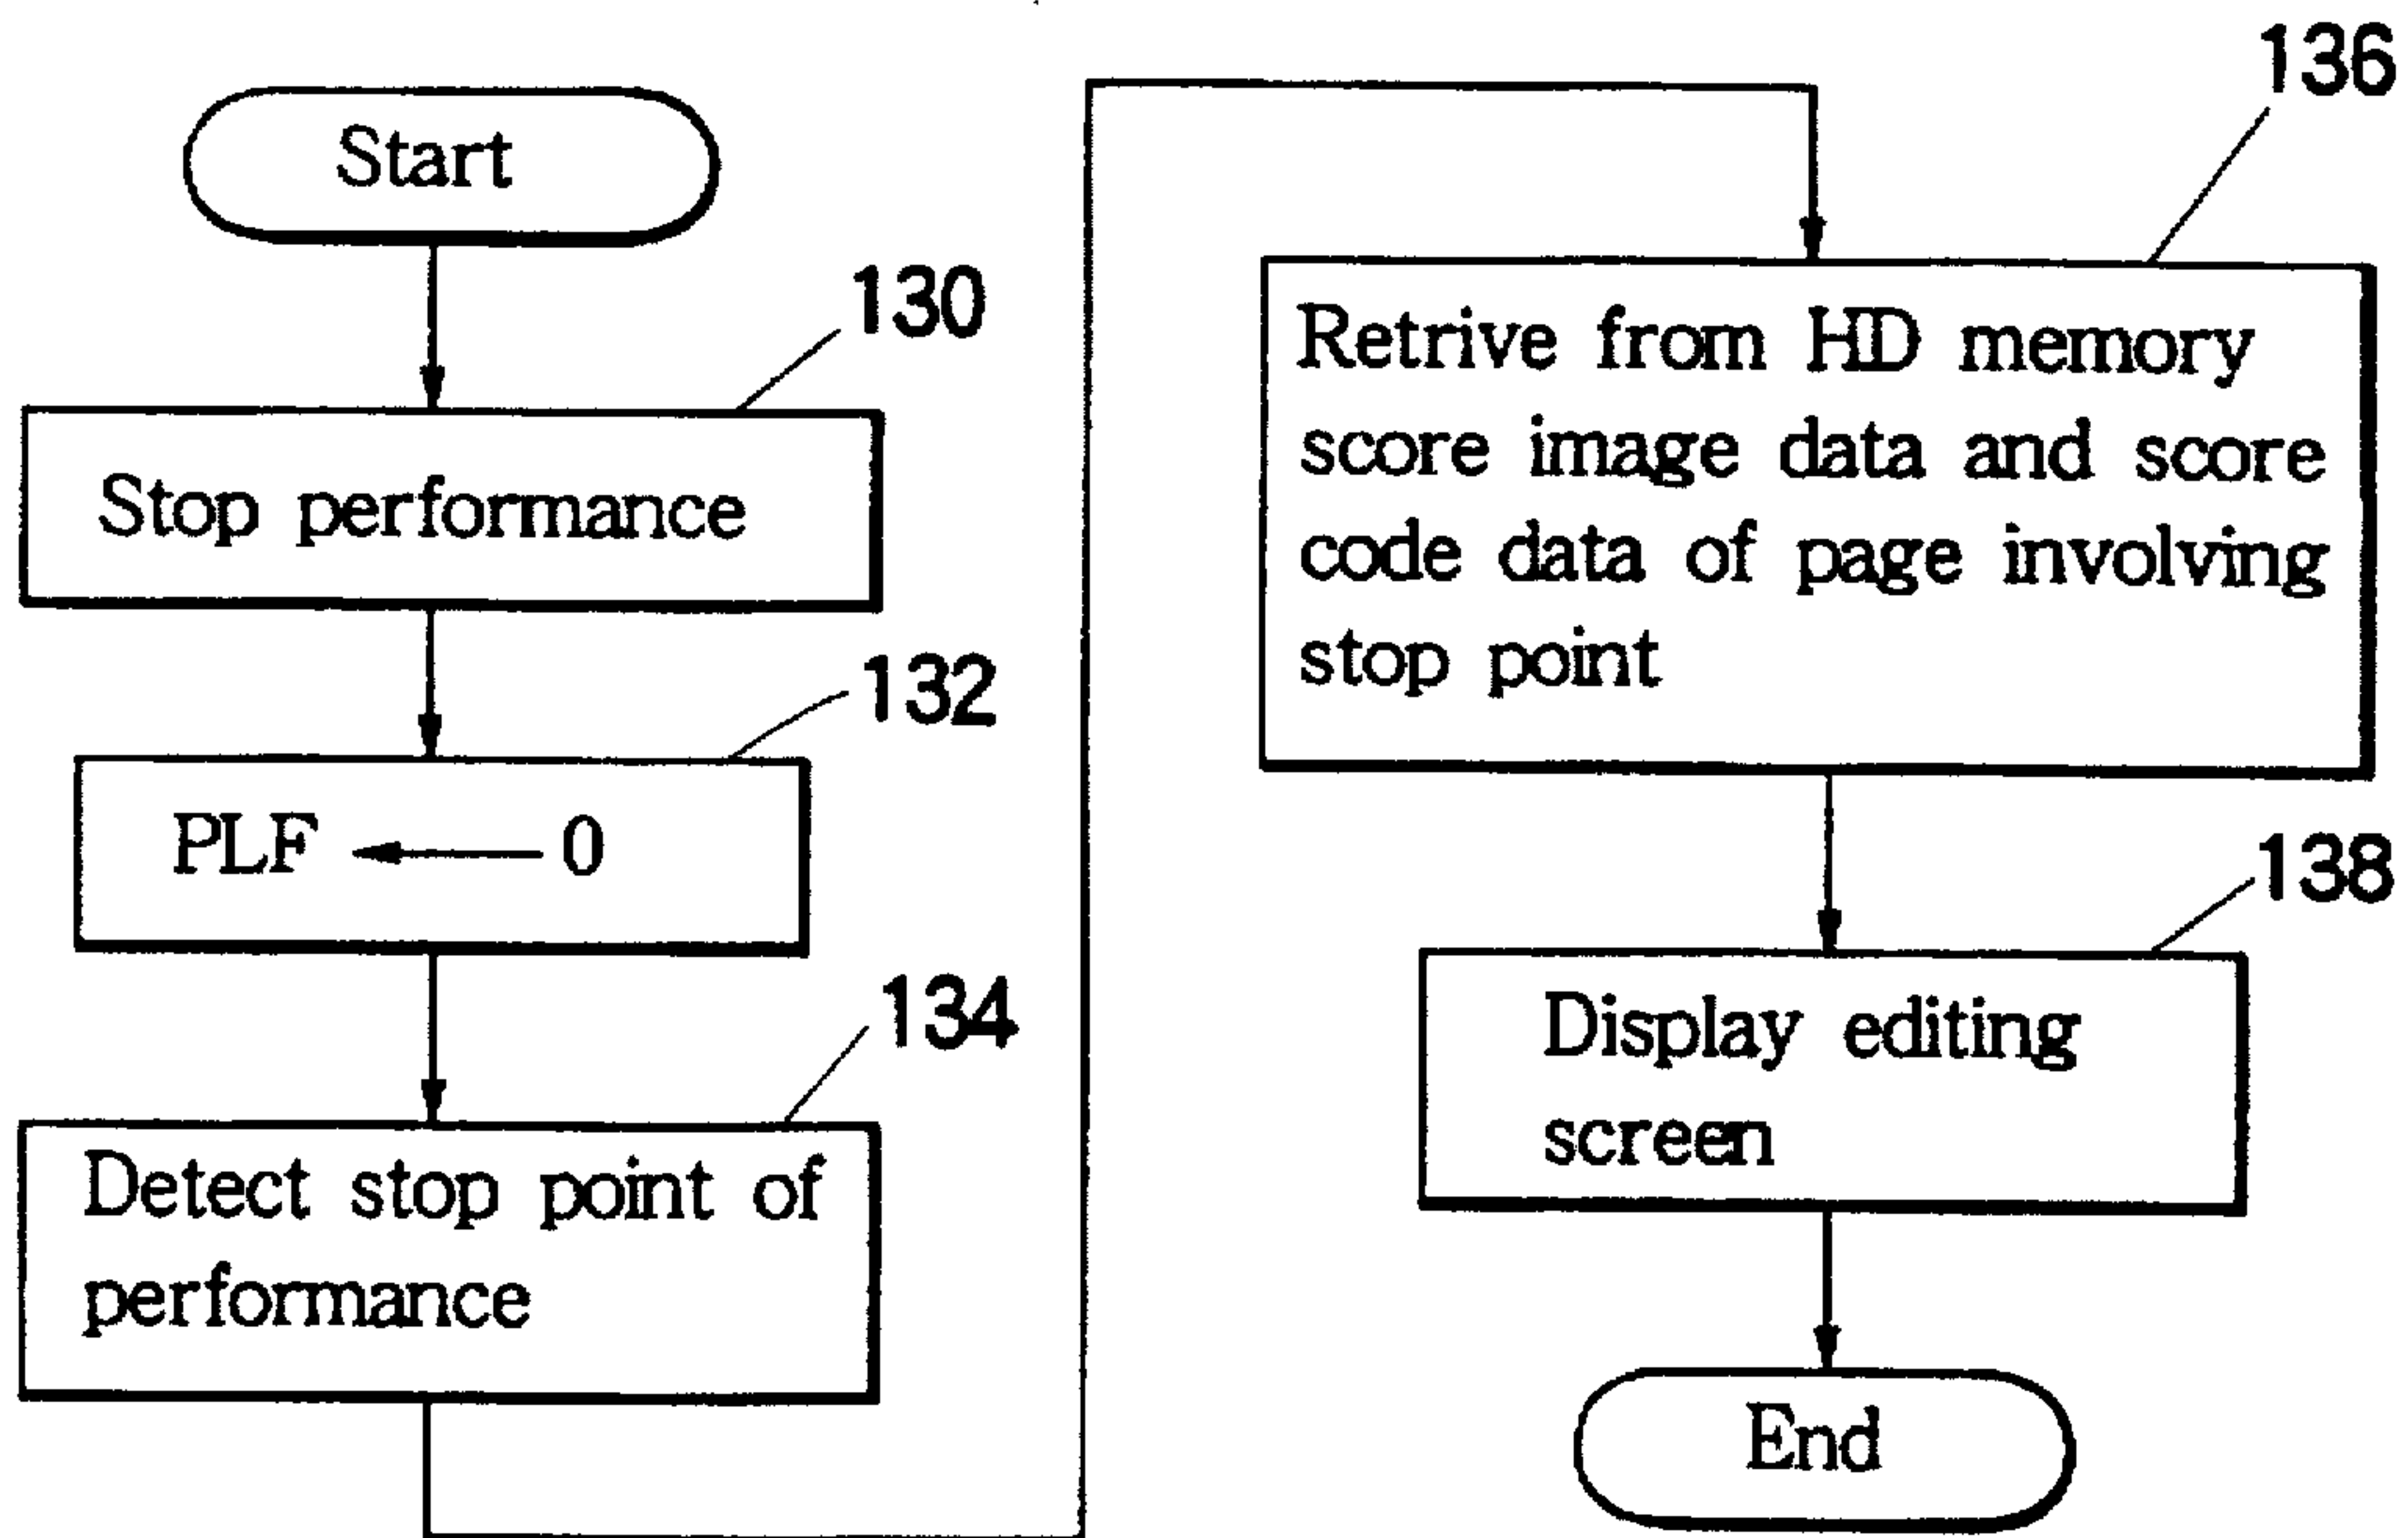 Start
130
Stop performance
132
PLF ← 0
134
Detect stop point of
performance
136
Retrive from HD memory
score image data and score
code data of page involving
stop point
138
Display editing
screen
End